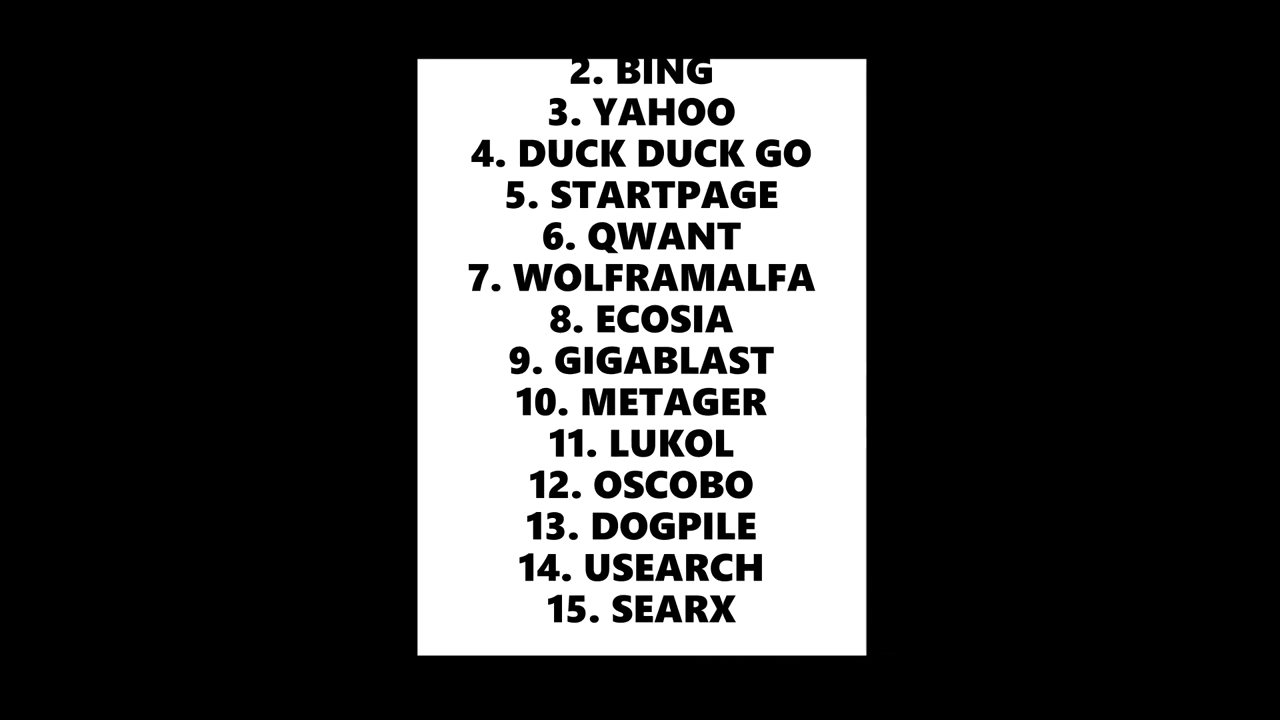 2. BING
3. YAHOO
4. DUCK DUCK GO
5. STARTPAGE
6. QWANT
7. WOLFRAMALFA
8. ECOSIA
9. GIGABLAST
10. METAGER
11. LUKOL
12. OSCOBO
13. DOGPILE
14. USEARCH
15. SEARX